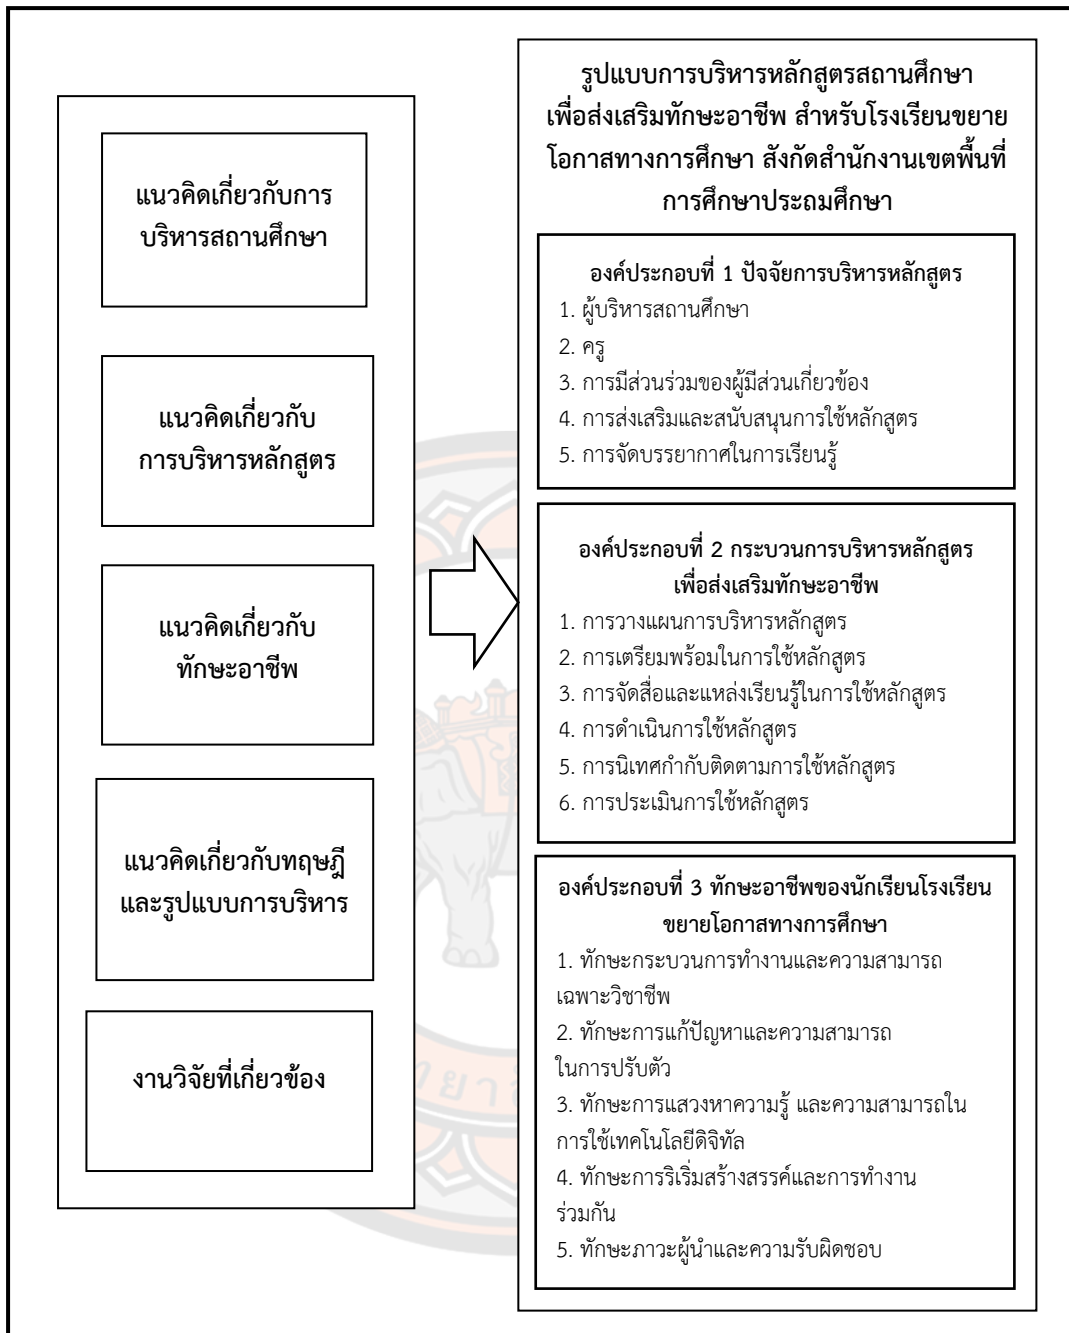 แนวคิดเกี่ยวกับการ
บริหารสถานศึกษา
แนวคิดเกี่ยวกับ
การบริหารหลักสูตร
แนวคิดเกี่ยวกับ
ทักษะอาชีพ
แนวคิดเกี่ยวกับทฤษฎี
และรูปแบบการบริหาร
งานวิจัยที่เกี่ยวข้อง
รูปแบบการบริหารหลักสูตรสถานศึกษา
เพื่อส่งเสริมทักษะอาชีพ สำหรับโรงเรียนขยาย
โอกาสทางการศึกษา สังกัดสำนักงานเขตพื้นที่
การศึกษาประถมศึกษา
องค์ประกอบที่ 1 ปัจจัยการบริหารหลักสูตร
1. ผู้บริหารสถานศึกษา
2. ครู
3. การมีส่วนร่วมของผู้มีส่วนเกี่ยวข้อง
4. การส่งเสริมและสนับสนุนการใช้หลักสูตร
5. การจัดบรรยากาศในการเรียนรู้
องค์ประกอบที่ 2 กระบวนการบริหารหลักสูตร
เพื่อส่งเสริมทักษะอาชีพ
1. การวางแผนการบริหารหลักสูตร
2. การเตรียมพร้อมในการใช้หลักสูตร
3. การจัดสื่อและแหล่งเรียนรู้ในการใช้หลักสูตร
4. การดำเนินการใช้หลักสูตร
5. การนิเทศกำกับติดตามการใช้หลักสูตร
6. การประเมินการใช้หลักสูตร
องค์ประกอบที่ 3 ทักษะอาชีพของนักเรียนโรงเรียน
ขยายโอกาสทางการศึกษา
1. ทักษะกระบวนการทำงานและความสามารถ
เฉพาะวิชาชีพ
2. ทักษะการแก้ปัญหาและความสามารถ
ในการปรับตัว
3. ทักษะการแสวงหาความรู้ และความสามารถใน
การใช้เทคโนโลยีดิจิทัล
4. ทักษะการริเริ่มสร้างสรรค์และการทำงาน
ร่วมกัน
5. ทักษะภาวะผู้นำและความรับผิดชอบ